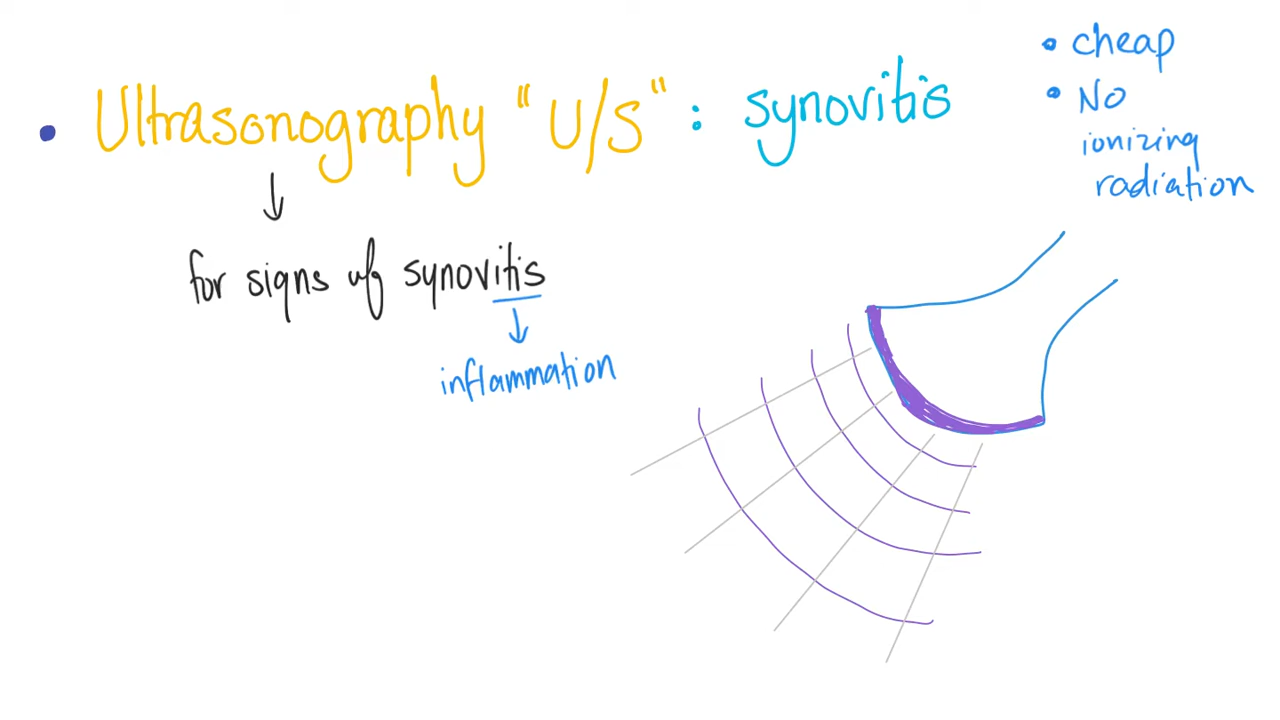 • Ultrasonography "U/S" : synovitis
for signs of synovitis
inflammation
• cheap
• NO
ionizing
radiation